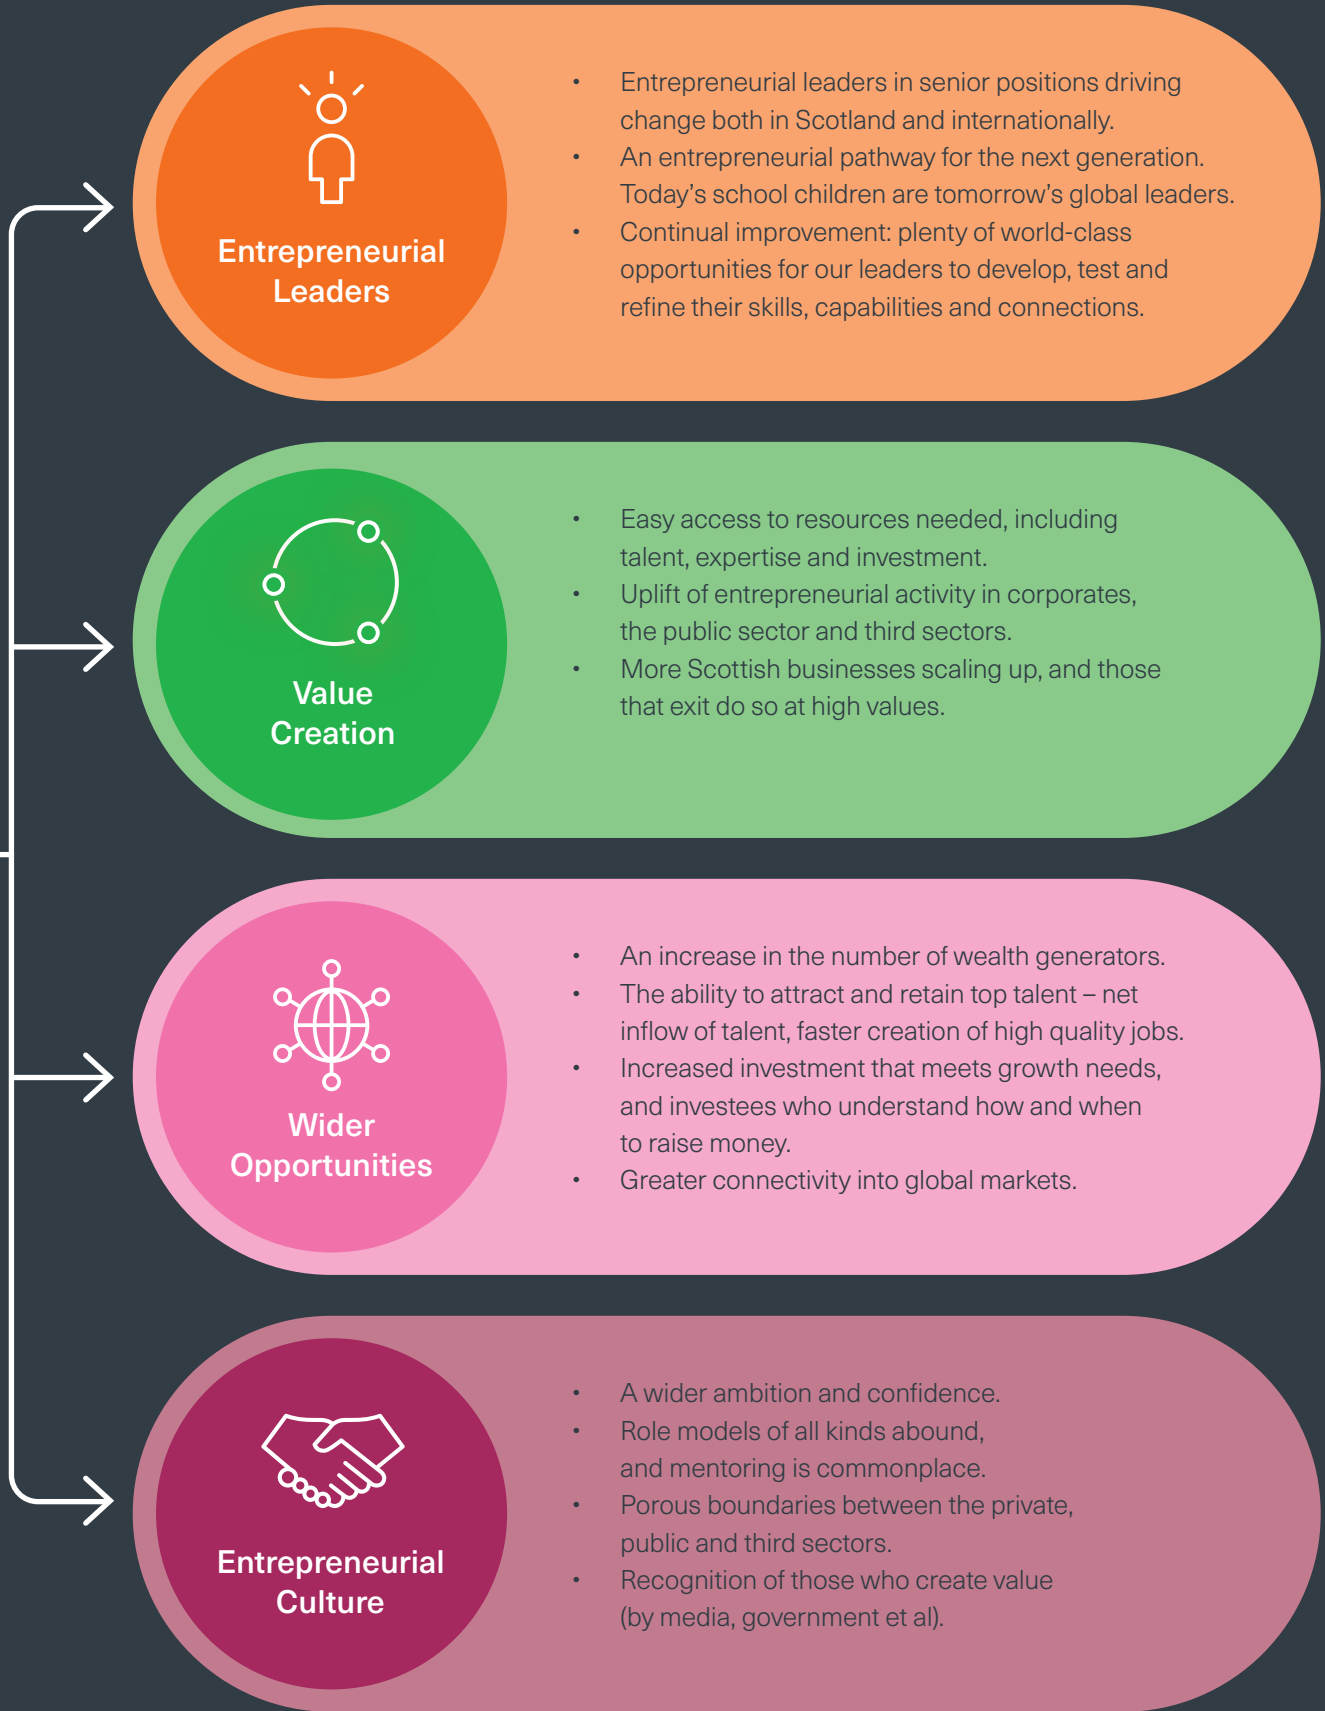 Entrepreneurial
Leaders
• Entrepreneurial leaders in senior positions driving
change both in Scotland and internationally.
• An entrepreneurial pathway for the next generation.
Today’s school children are tomorrow’s global leaders.
• Continual improvement: plenty of world-class
opportunities for our leaders to develop, test and
refine their skills, capabilities and connections.
Value
Creation
• Easy access to resources needed, including
talent, expertise and investment.
• Uplift of entrepreneurial activity in corporates,
the public sector and third sectors.
• More Scottish businesses scaling up, and those
that exit do so at high values.
Wider
Opportunities
• An increase in the number of wealth generators.
• The ability to attract and retain top talent – net
inflow of talent, faster creation of high quality jobs.
• Increased investment that meets growth needs,
and investees who understand how and when
to raise money.
• Greater connectivity into global markets.
Entrepreneurial
Culture
• A wider ambition and confidence.
• Role models of all kinds abound,
and mentoring is commonplace.
• Porous boundaries between the private,
public and third sectors.
• Recognition of those who create value
(by media, government et al).